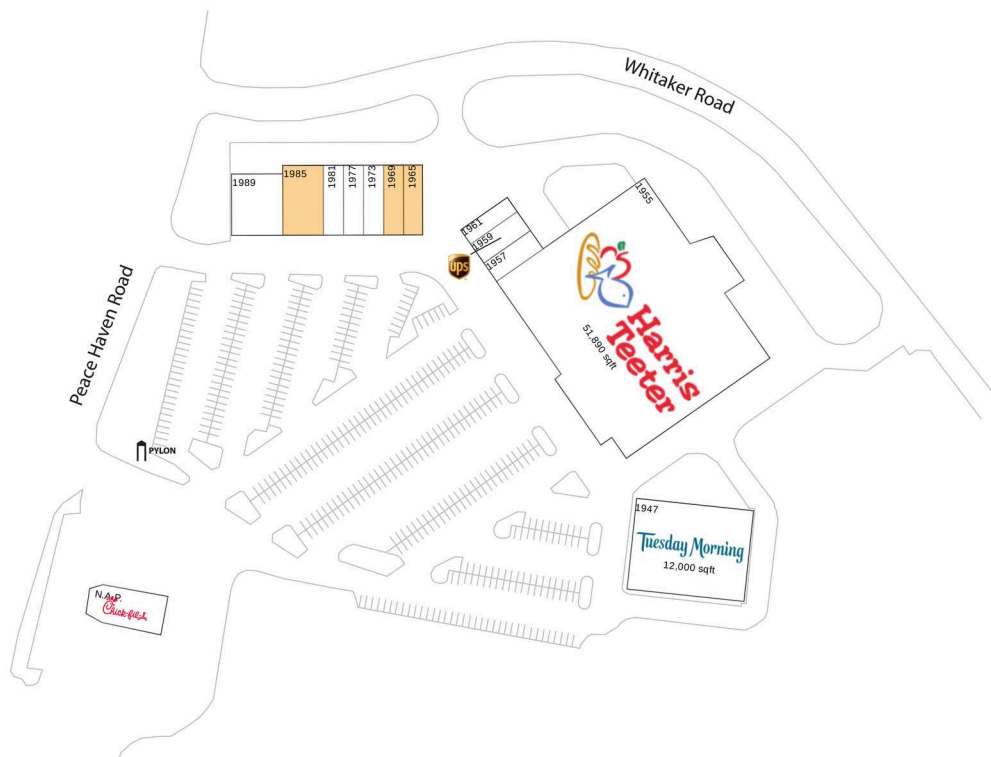 Whitaker Road
1989
1985
1981
1977
1973
1969
1965
1955
1961
1959
1957
ups
Harris
Teeter
51,890 sqft
Peace Haven Road
PYLON
1947
Tuesday Morning
12,000 sqft
N.A.P.
Chick-fil-A